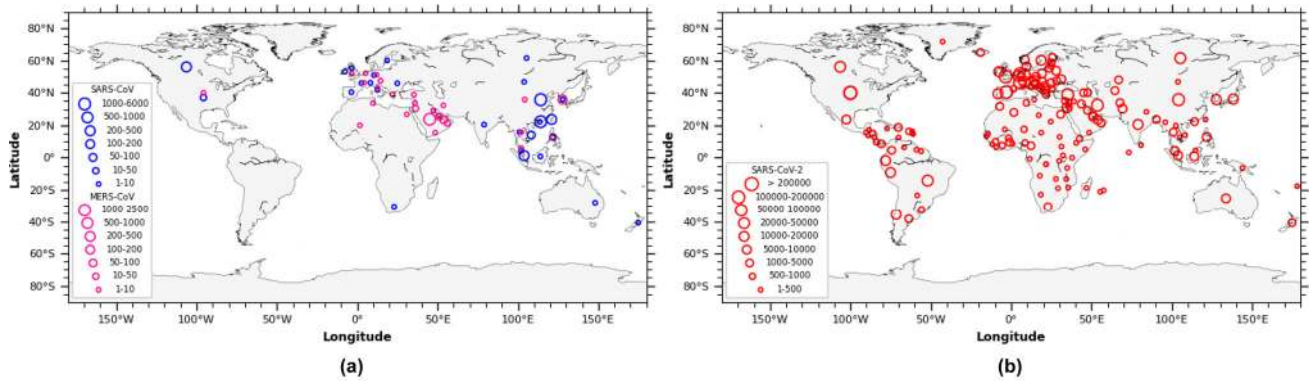 80°N
60°N
40°N
20°N
0°
20°S
40°S
60°S
80°S
Latitude
SARS-CoV
1000-6000
500-1000
200-500
100-200
50-100
10-50
1-10
MERS-CoV
1000 2500
500-1000
200-500
100-200
50-100
10-50
1-10
150°W 100°W 50°W 0° 50°E 100°E 150°E
Longitude
(a)
80°N
60°N
40°N
20°N
0°
20°S
40°S
60°S
80°S
Latitude
SARS-CoV-2
> 200000
100000-200000
50000 100000
20000-50000
10000-20000
5000-10000
1000-5000
500-1000
1-500
150°W 100°W 50°W 0° 50°E 100°E 150°E
Longitude
(b)